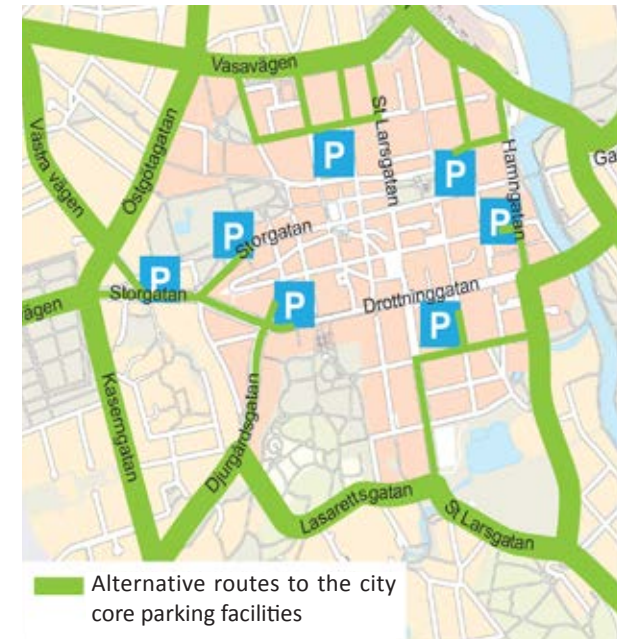 Vasavägen
St Larsgatan
Hamngatan
Ga
Västra vägen
Östgötagatan
P
P
P
P
Storgatan
P
Storgatan
P
Drottninggatan
P
ägen
Kaserngatan
Djurgårdsgatan
Lasarettsgatan
St Larsgatan
Alternative routes to the city
core parking facilities